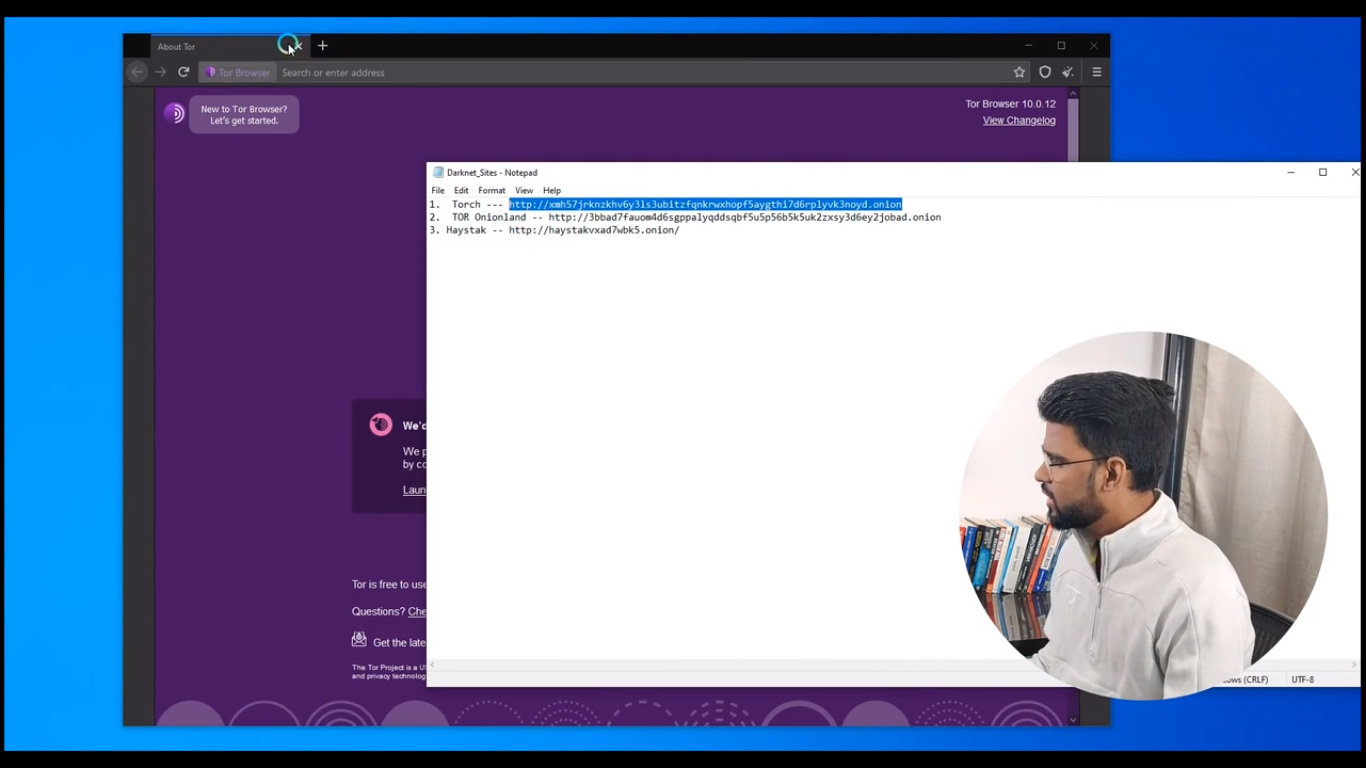 About Tor
Tor Browser
Search or enter address
New to Tor Browser?
Let's get started.
Tor Browser 10.0.12
View Changelog
Darknet_Sites - Notepad
File Edit Format View Help
1. Torch --- http://xmh57jrknzkhv6y3ls3ubitzfqnkrwxhopf5aygthi7d6rplyvk3noyd.onion
2. TOR Onionland -- http://3bbad7fauom4d6sgppalyqddsqbf5u5p56b5k5uk2zxsy3d6ey2jobad.onion
3. Haystak -- http://haystakvxad7wbk5.onion/
We'd
We p
by co
Laun
Tor is free to use
Questions? Che
Get the late
The Tor Project is a US
and privacy technolog
ows (CRLF)
UTF-8